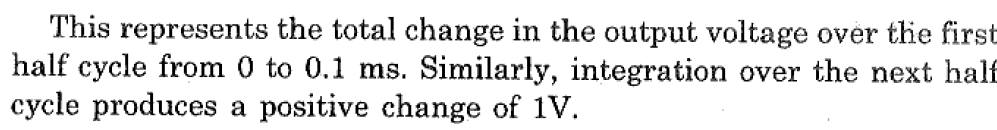 This represents the total change in the output voltage over the first
half cycle from 0 to 0.1 ms. Similarly, integration over the next half
cycle produces a positive change of 1V.